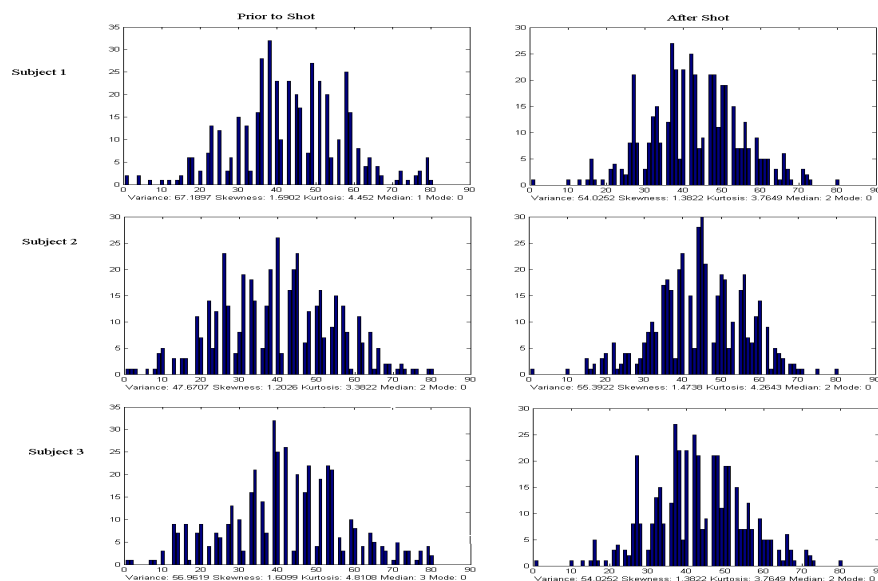 Prior to Shot
After Shot
Subject 1
35
30
25
20
15
10
5
0
0 10 20 30 40 50 60 70 80 90
Variance: 67.1897 Skewness: 1.5902 Kurtosis: 4.452 Median: 1 Mode: 0
30
25
20
15
10
5
0
0 10 20 30 40 50 60 70 80 90
Variance: 54.0252 Skewness: 1.3822 Kurtosis: 3.7649 Median: 2 Mode: 0
Subject 2
30
25
20
15
10
5
0
0 10 20 30 40 50 60 70 80 90
Variance: 47.6707 Skewness: 1.2026 Kurtosis: 3.3822 Median: 2 Mode: 0
30
25
20
15
10
5
0
0 10 20 30 40 50 60 70 80 90
Variance: 55.3922 Skewness: 1.4738 Kurtosis: 4.2643 Median: 2 Mode: 0
Subject 3
35
30
25
20
15
10
5
0
0 10 20 30 40 50 60 70 80 90
Variance: 56.9619 Skewness: 1.6099 Kurtosis: 4.8108 Median: 3 Mode: 0
30
25
20
15
10
5
0
0 10 20 30 40 50 60 70 80 90
Variance: 54.0252 Skewness: 1.3822 Kurtosis: 3.7649 Median: 2 Mode: 0